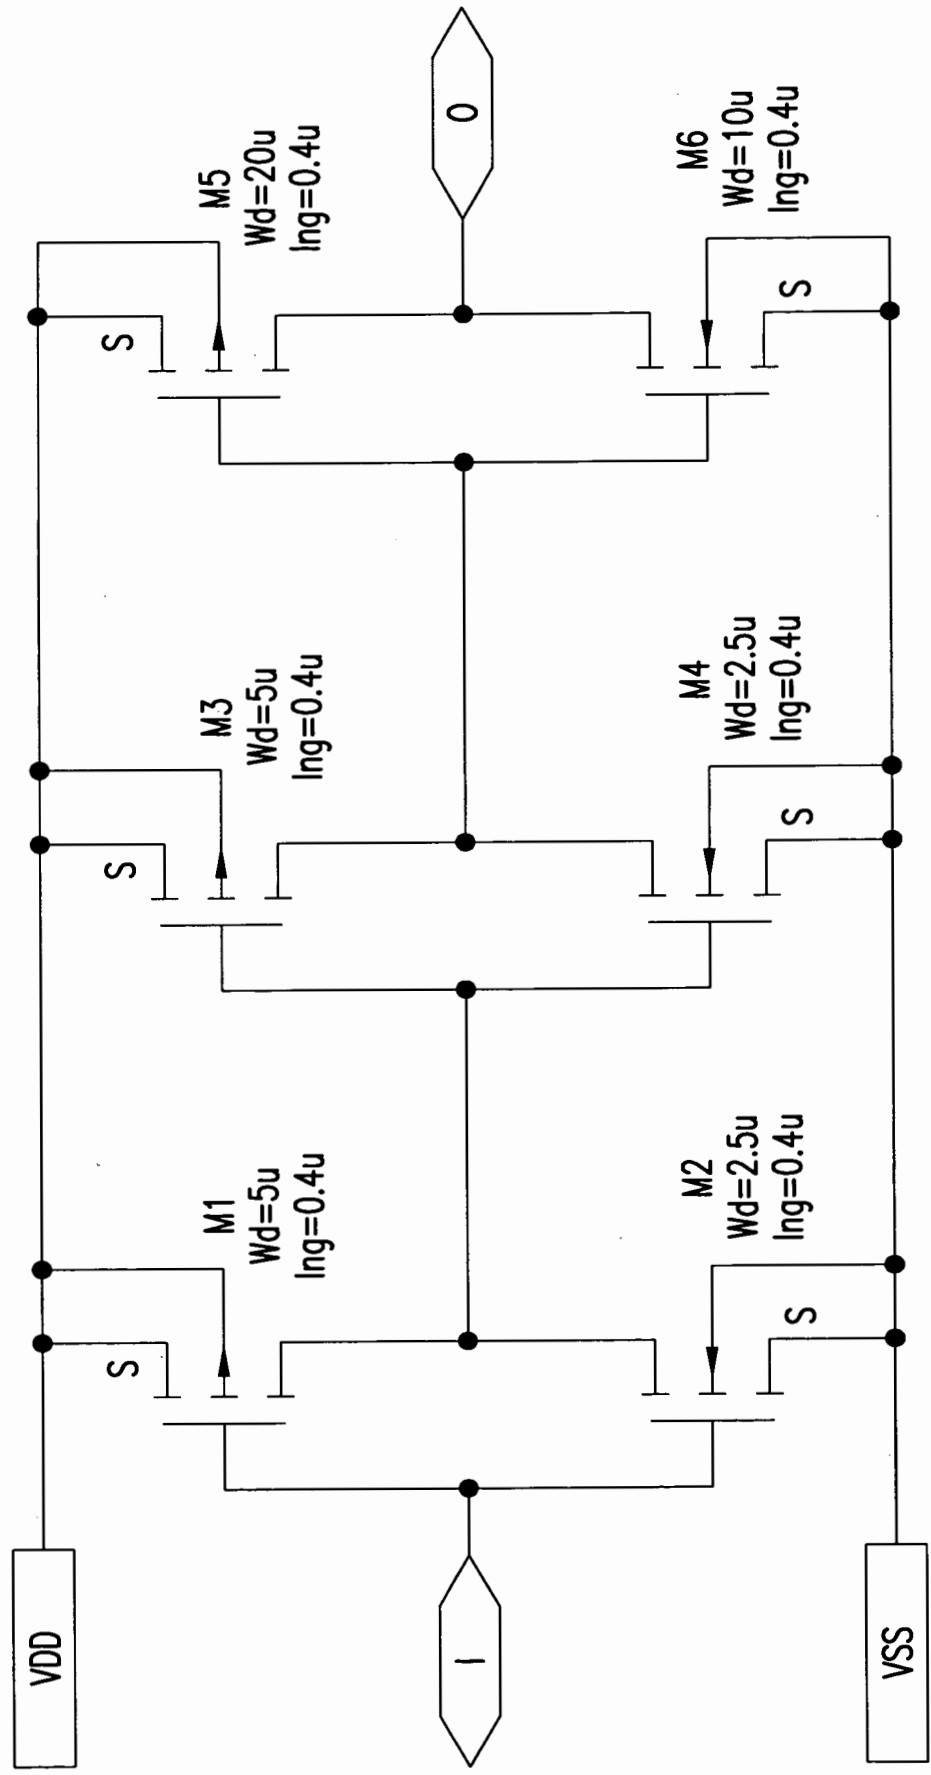 VDD
I
VSS
S
M1
Wd=5u
lng=0.4u
S
M2
Wd=2.5u
lng=0.4u
S
M3
Wd=5u
lng=0.4u
S
M4
Wd=2.5u
lng=0.4u
S
M5
Wd=20u
lng=0.4u
S
M6
Wd=10u
lng=0.4u
O